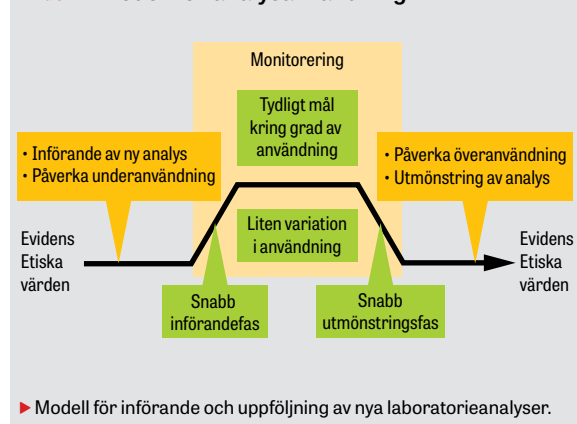 Monitorering
Tydligt mål
kring grad av
användning
• Införande av ny analys
• Påverka underanvändning
• Påverka överanvändning
• Utmönstring av analys
Liten variation
i användning
Evidens
Etiska
värden
Evidens
Etiska
värden
Snabb
införandefas
Snabb
utmönstringsfas
▶ Modell för införande och uppföljning av nya laboratorieanalyser.